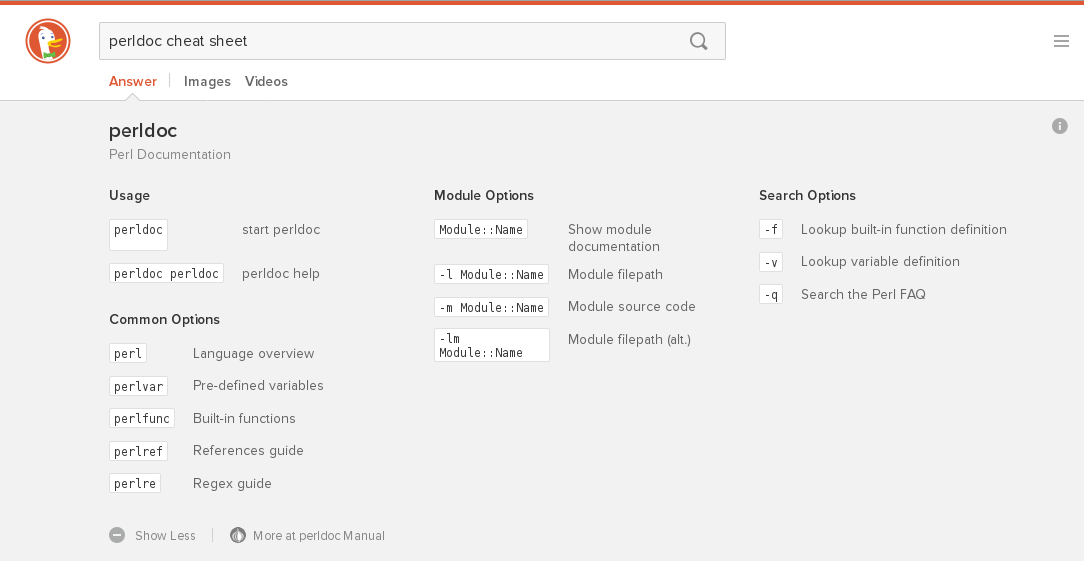 perldoc cheat sheet
Answer
Images
Videos
perldoc
Perl Documentation
Usage
perldoc start perldoc
perldoc perldoc perldoc help
Common Options
perl Language overview
perlvar Pre-defined variables
perlfunc Built-in functions
perlref References guide
perlre Regex guide
Module Options
Module::Name Show module
documentation
-l Module::Name Module filepath
-m Module::Name Module source code
-lm
Module::Name Module filepath (alt.)
Search Options
-f Lookup built-in function definition
-v Lookup variable definition
-q Search the Perl FAQ
Show Less
More at perldoc Manual